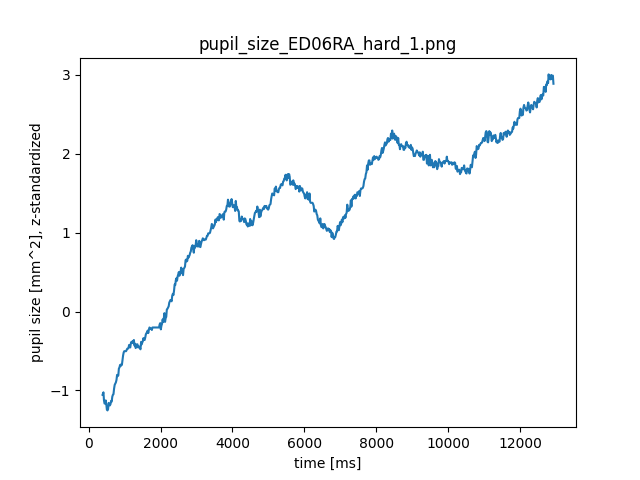 pupil_size_ED06RA_hard_1.png
pupil size [mm^2], z-standardized
3
2
1
0
−1
0 2000 4000 6000 8000 10000 12000
time [ms]